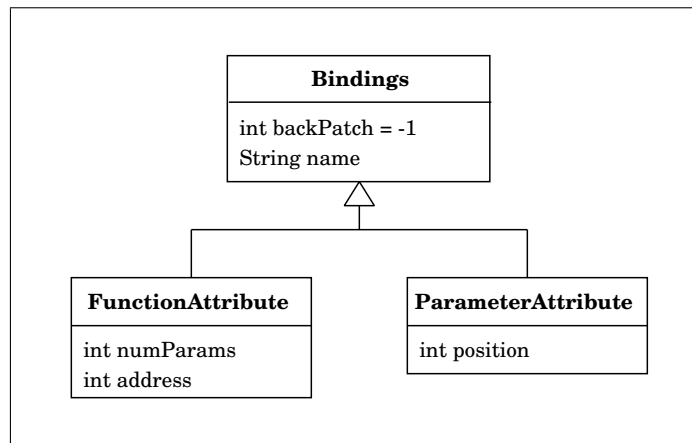 Bindings
int backPatch = -1
String name
FunctionAttribute
int numParams
int address
ParameterAttribute
int position